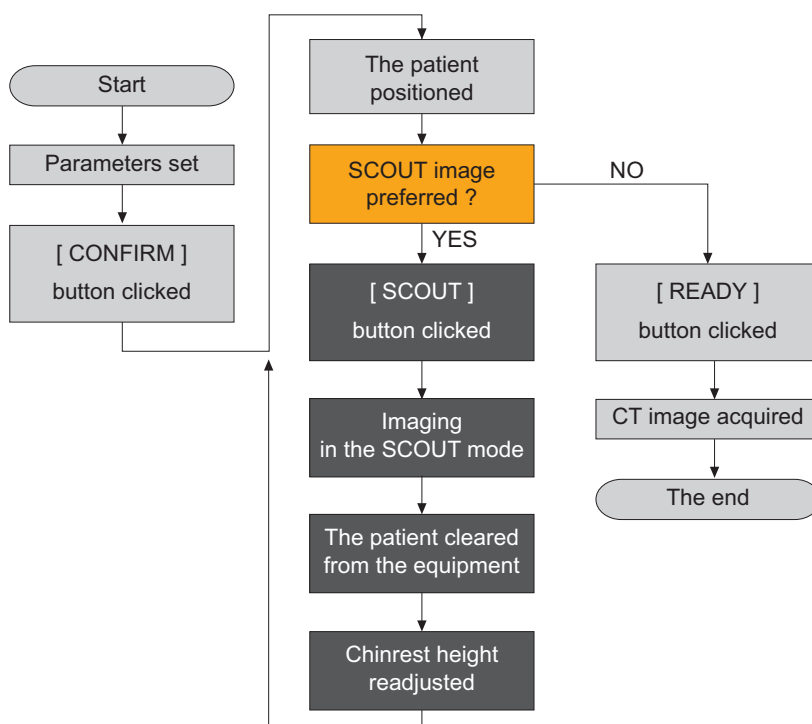 Start
Parameters set
[ CONFIRM ]
button clicked
The patient
positioned
SCOUT image
preferred ?
NO
YES
[ SCOUT ]
button clicked
Imaging
in the SCOUT mode
The patient cleared
from the equipment
Chinrest height
readjusted
[ READY ]
button clicked
CT image acquired
The end